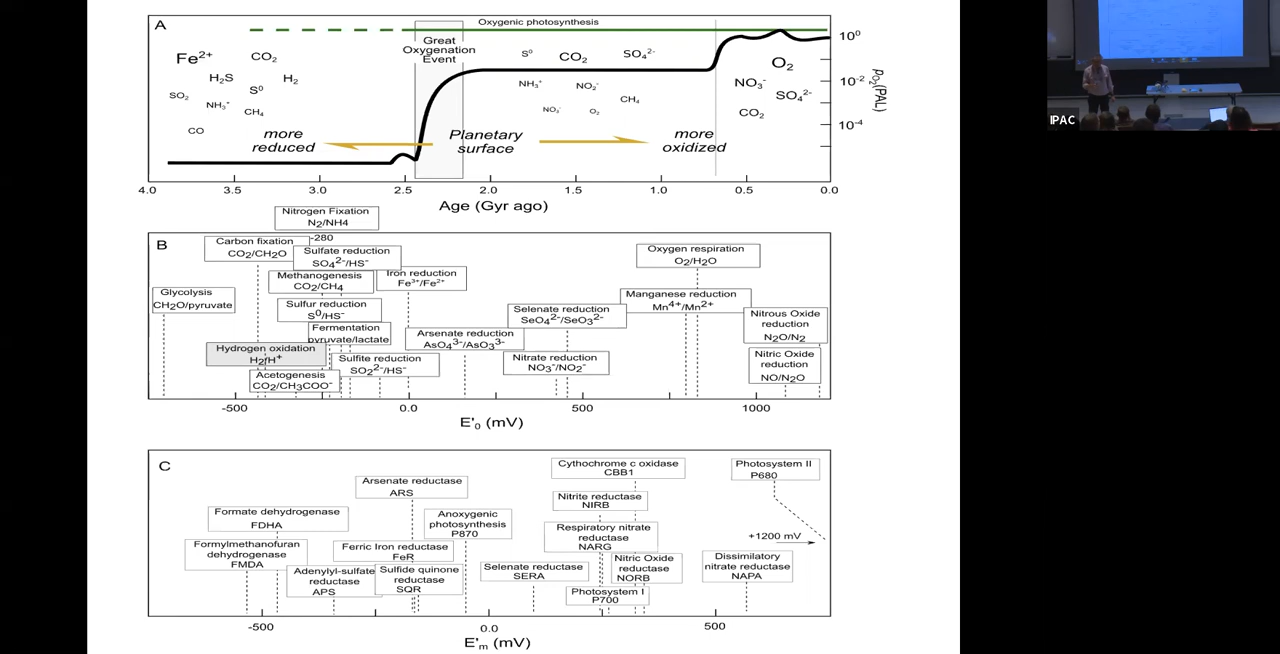 A
Oxygenic photosynthesis
Great
Oxygenation
Event
Fe²⁺
CO₂
H₂S
H₂
S⁰
SO₂
NH₃⁺
CH₄
CO
S⁰
CO₂
SO₄²⁻
NH₃⁺
NO₂⁻
CH₄
NO₃⁻
O₂
O₂
NO₃⁻
SO₄²⁻
CO₂
more
reduced
Planetary
surface
more
oxidized
10⁰
10⁻²
10⁻⁴
pO₂(PAL)
4.0 3.5 3.0 2.5 2.0 1.5 1.0 0.5 0.0
Age (Gyr ago)
IPAC
B
Nitrogen Fixation
N₂/NH4
-280
Carbon fixation
CO₂/CH₂O
Sulfate reduction
SO₄²⁻/HS⁻
Methanogenesis
CO₂/CH₄
Iron reduction
Fe³⁺/Fe²⁺
Oxygen respiration
O₂/H₂O
Glycolysis
CH₂O/pyruvate
Sulfur reduction
S⁰/HS⁻
Selenate reduction
SeO₄²⁻/SeO₃²⁻
Manganese reduction
Mn⁴⁺/Mn²⁺
Nitrous Oxide
reduction
N₂O/N₂
Fermentation
pyruvate/lactate
Arsenate reduction
AsO₄³⁻/AsO₃³⁻
Hydrogen oxidation
H₂/H⁺
Sulfite reduction
SO₂²⁻/HS⁻
Nitrate reduction
NO₃⁻/NO₂⁻
Nitric Oxide
reduction
NO/N₂O
Acetogenesis
CO₂/CH₃COO⁻
-500 0.0 500 1000
E'₀ (mV)
C
Cythochrome c oxidase
CBB1
Photosystem II
P680
Arsenate reductase
ARS
Nitrite reductase
NIRB
Formate dehydrogenase
FDHA
Anoxygenic
photosynthesis
P870
Respiratory nitrate
reductase
NARG
+1200 mV
Formylmethanofuran
dehydrogenase
FMDA
Ferric Iron reductase
FeR
Nitric Oxide
reductase
NORB
Dissimilatory
nitrate reductase
NAPA
Adenylyl-sulfate
reductase
APS
Sulfide quinone
reductase
SQR
Selenate reductase
SERA
Photosystem I
P700
-500 0.0 500
E'ₘ (mV)